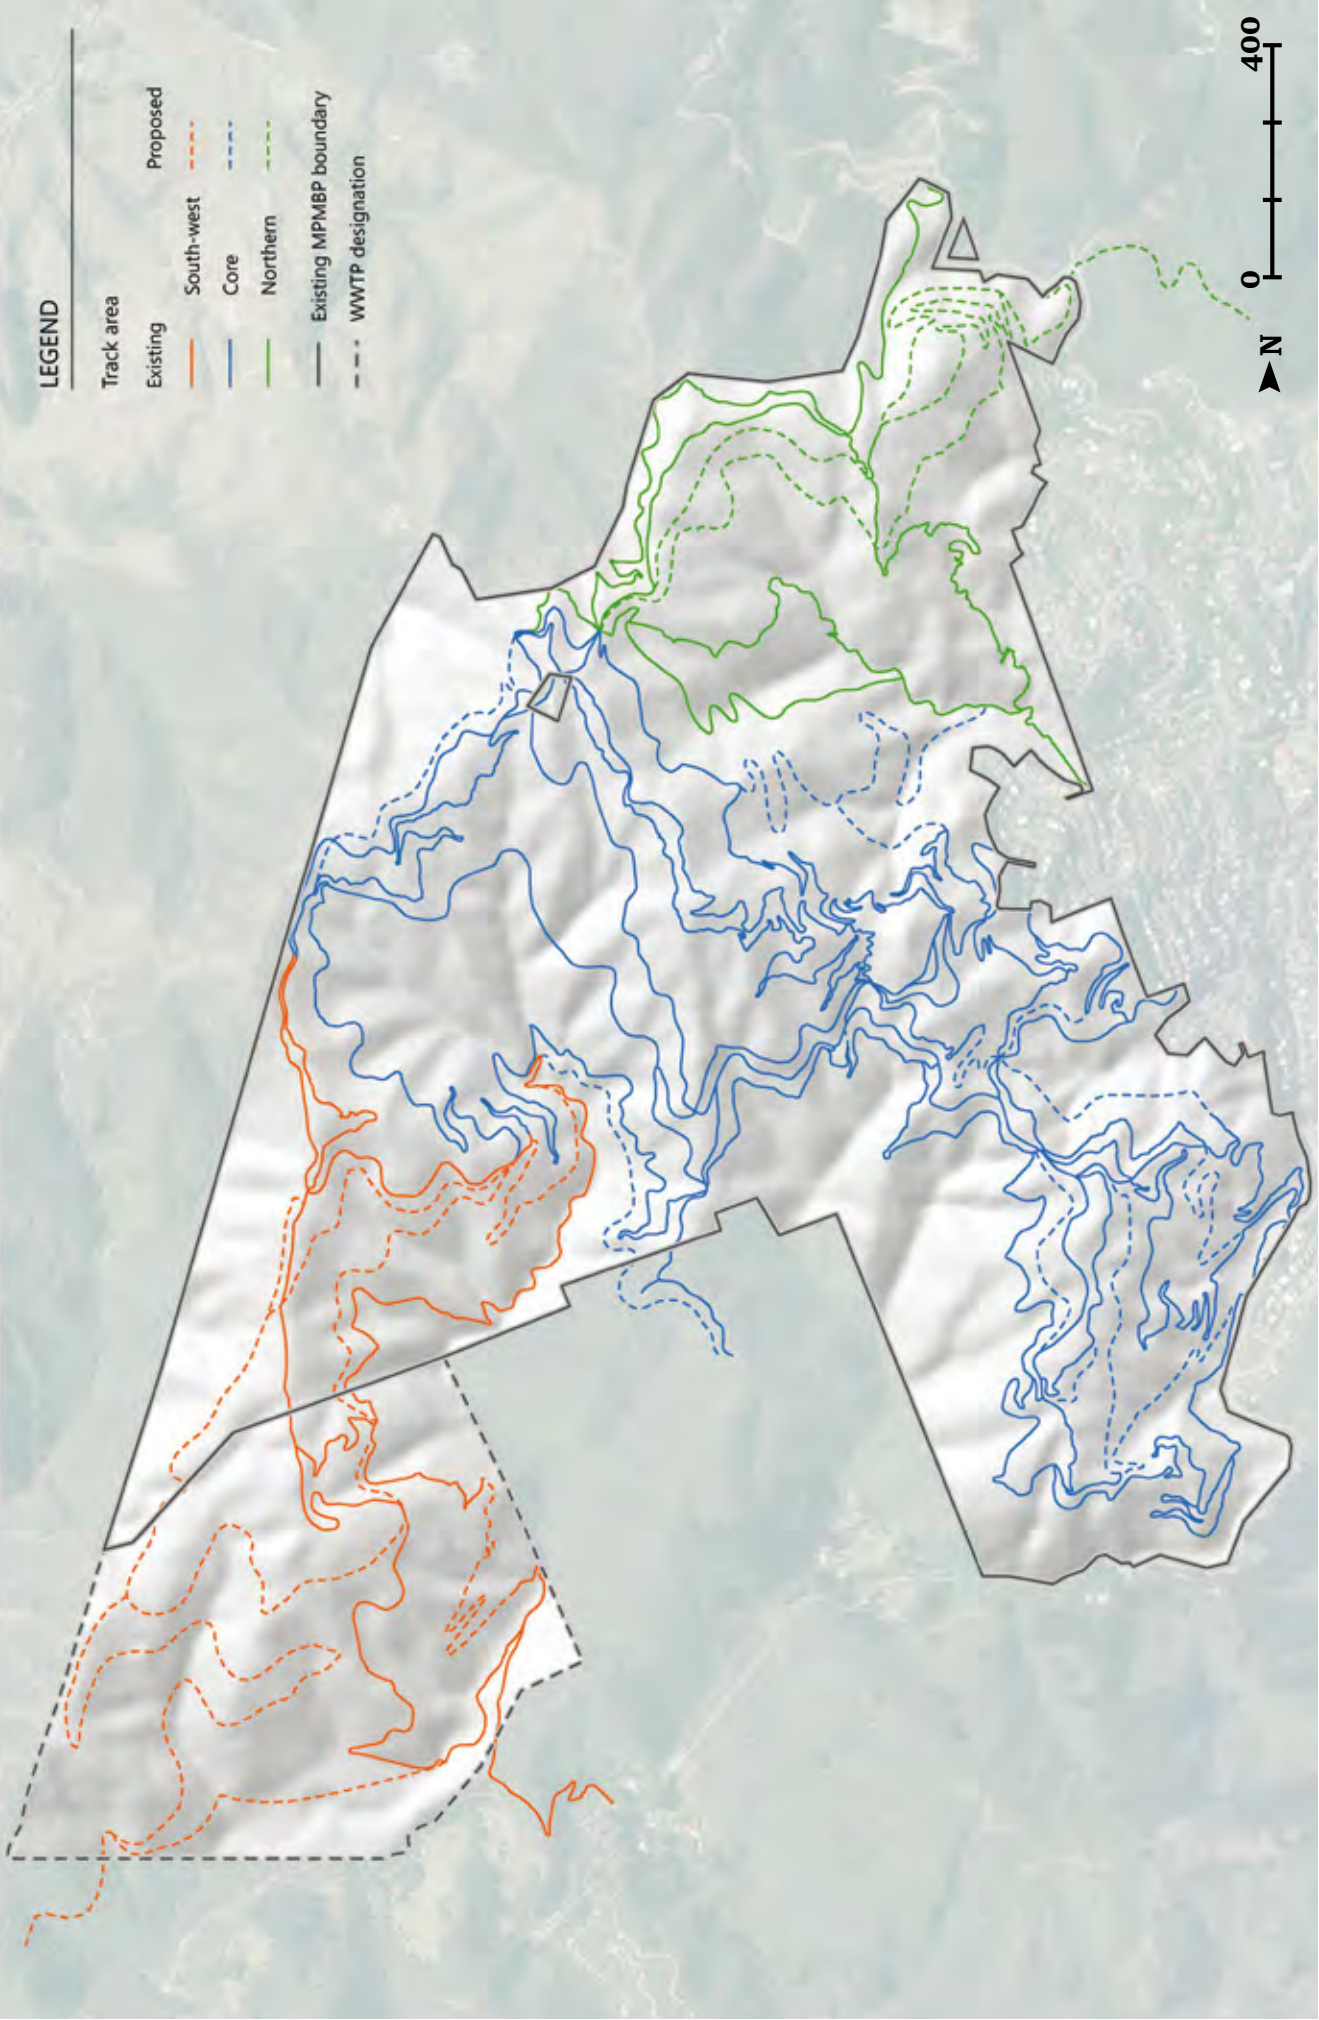 LEGEND
Track area
Existing Proposed
South-west
Core
Northern
Existing MPMBP boundary
WWTP designation
N 0 400